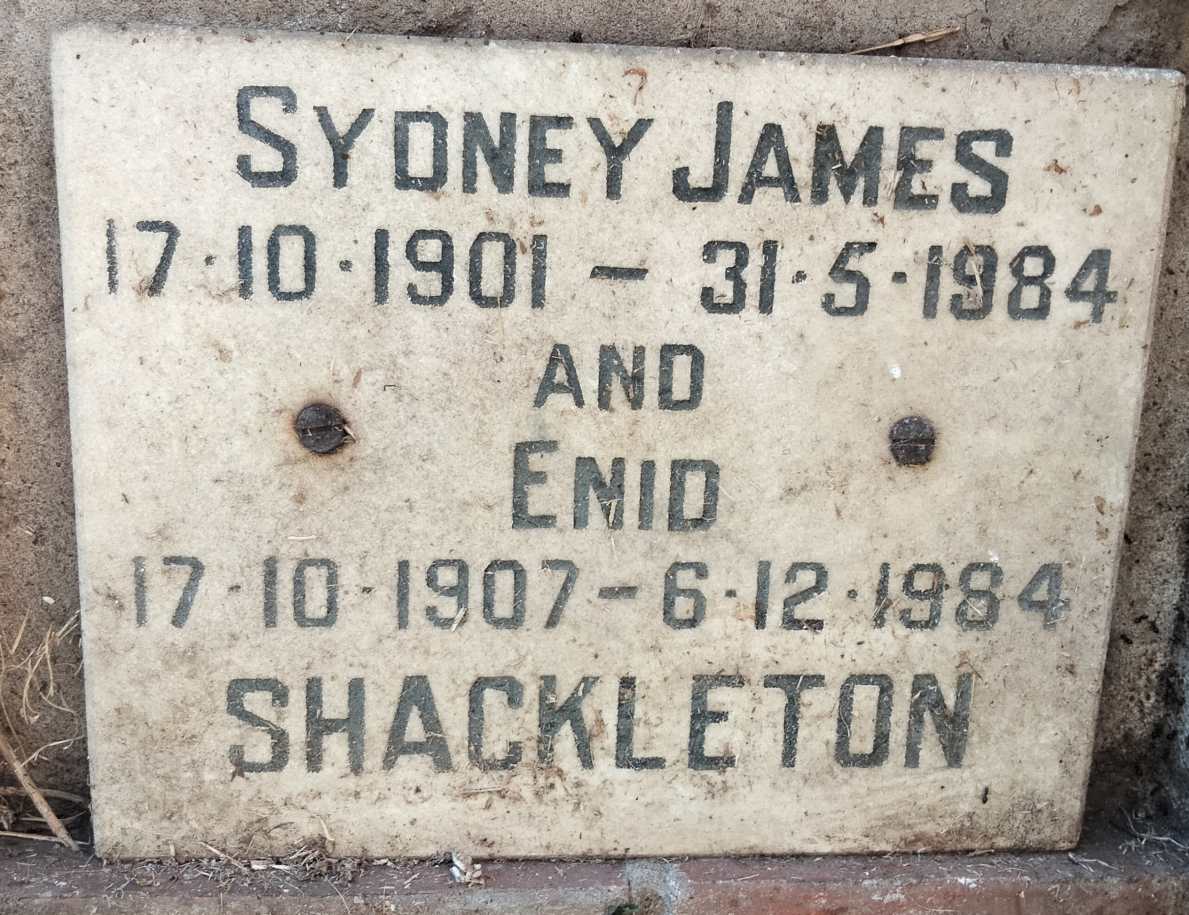 SYDNEY JAMES
17·10·1901 - 31·5·1984
AND
ENID
17·10·1907-6·12·1984
SHACKLETON